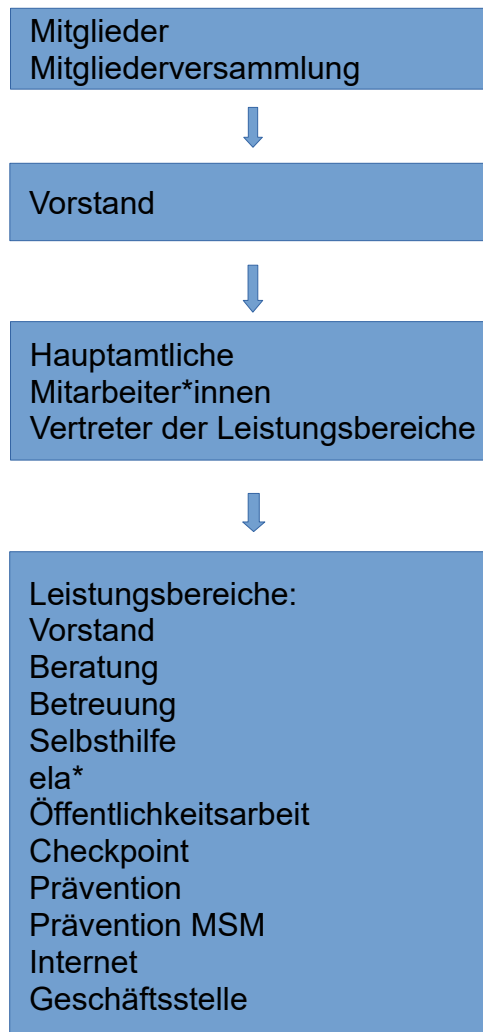 Mitglieder
Mitgliederversammlung
Vorstand
Hauptamtliche
Mitarbeiter*innen
Vertreter der Leistungsbereiche
Leistungsbereiche:
Vorstand
Beratung
Betreuung
Selbsthilfe
ela*
Öffentlichkeitsarbeit
Checkpoint
Prävention
Prävention MSM
Internet
Geschäftsstelle